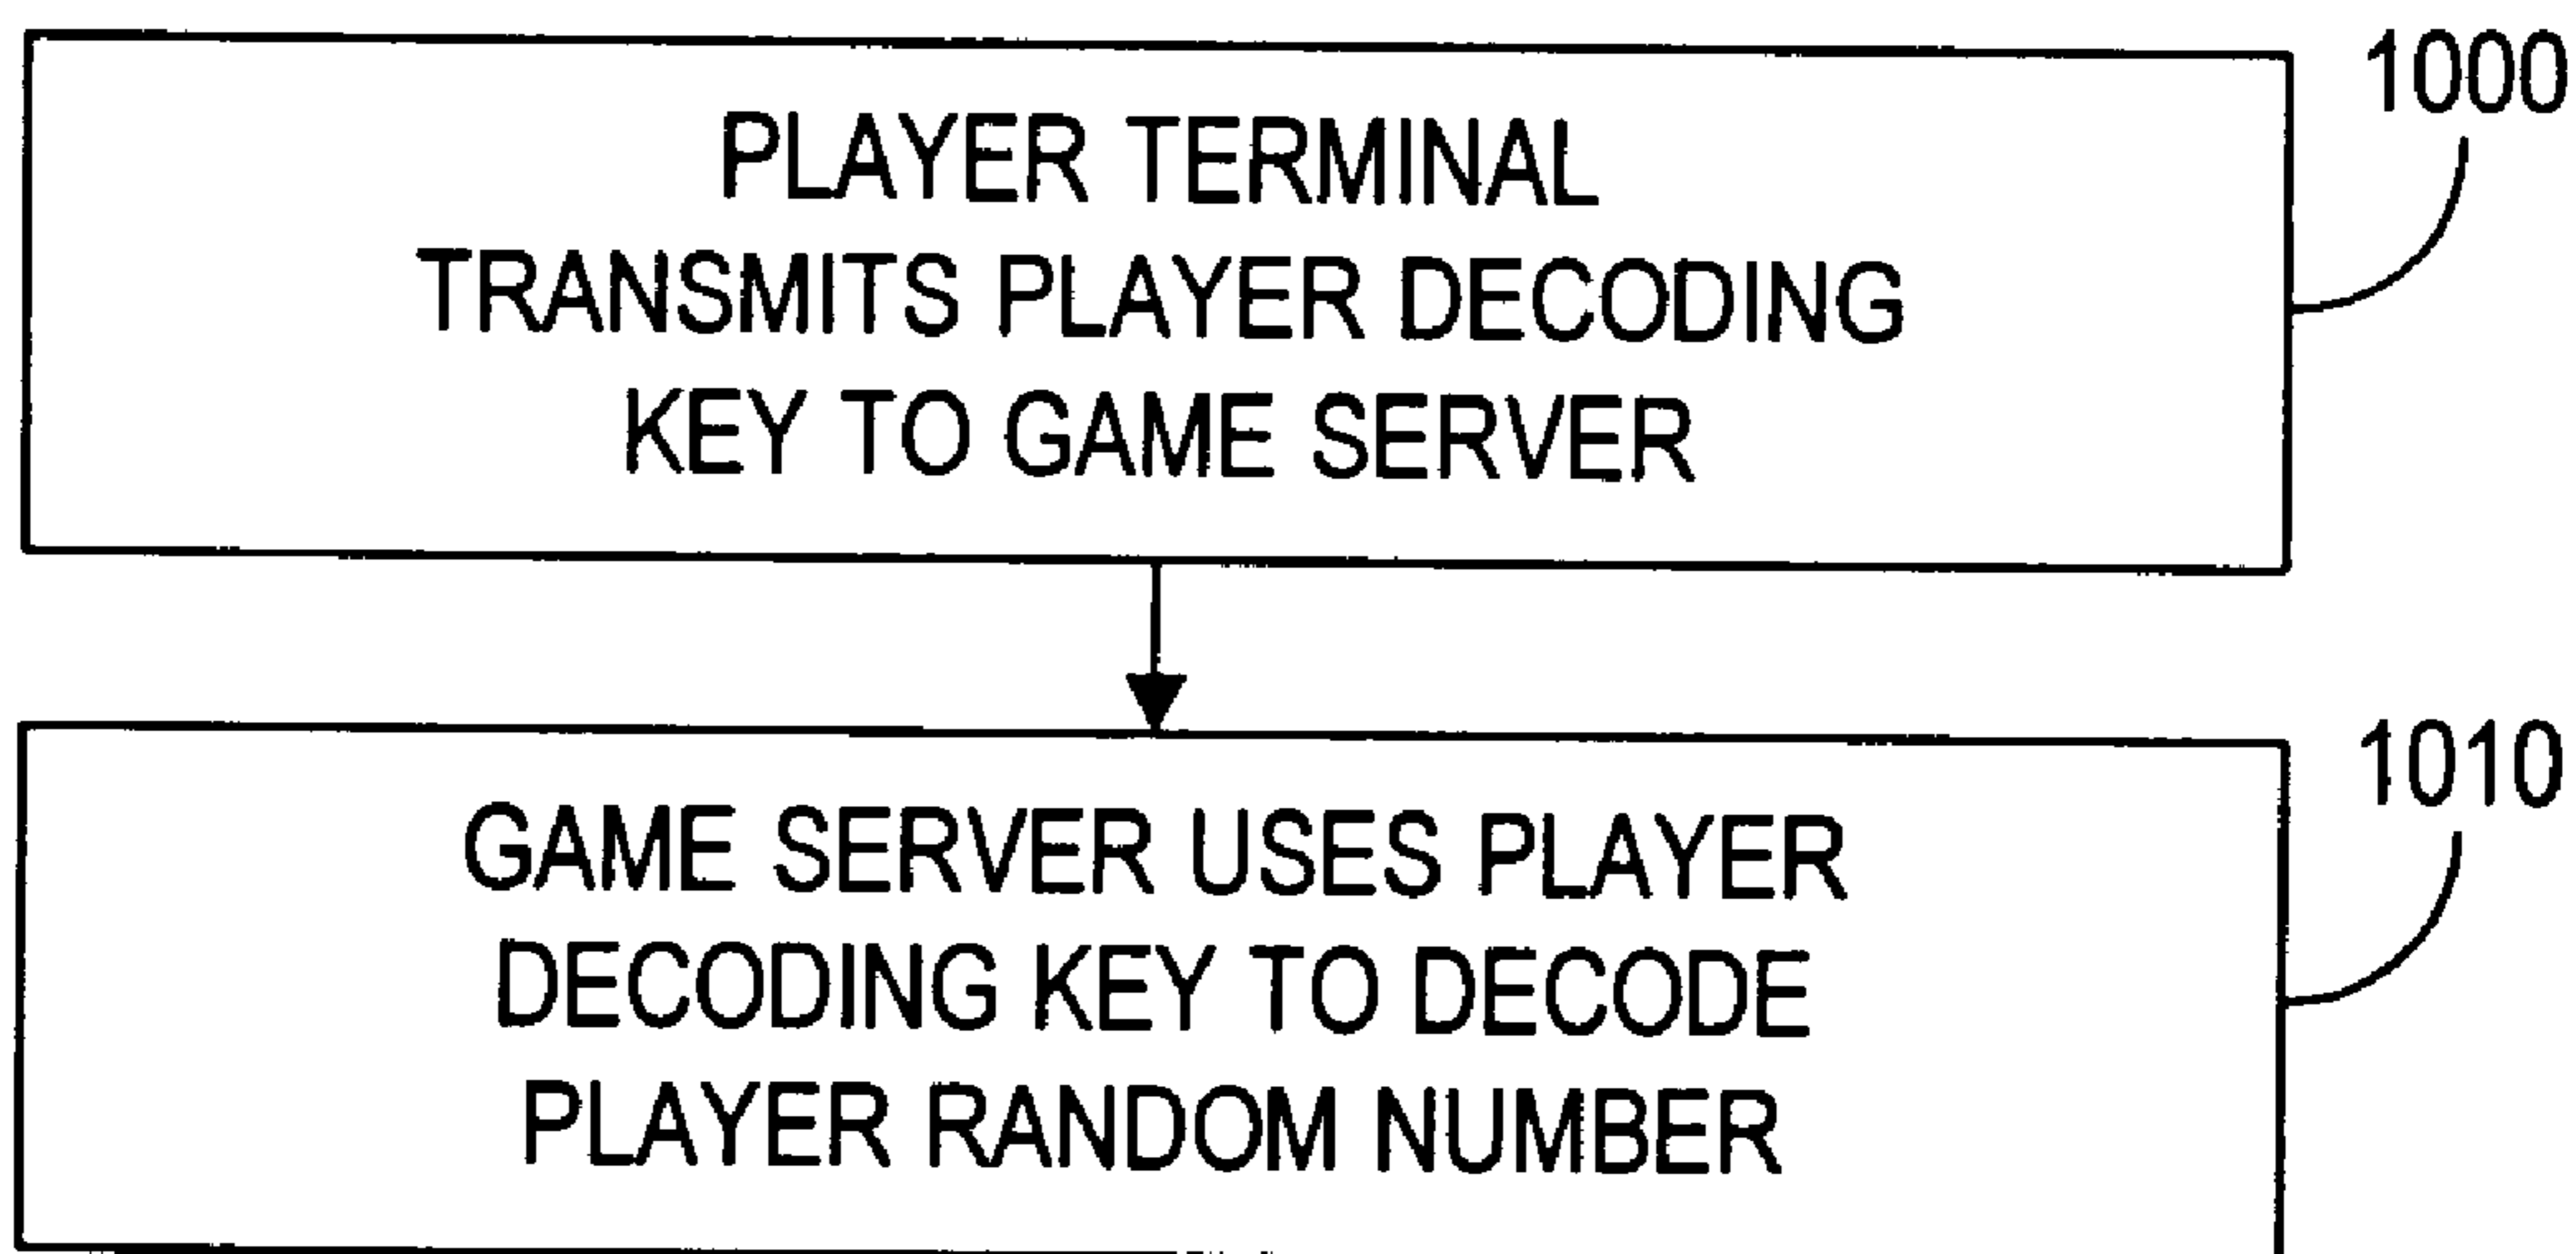 1000
PLAYER TERMINAL
TRANSMITS PLAYER DECODING
KEY TO GAME SERVER
1010
GAME SERVER USES PLAYER
DECODING KEY TO DECODE
PLAYER RANDOM NUMBER